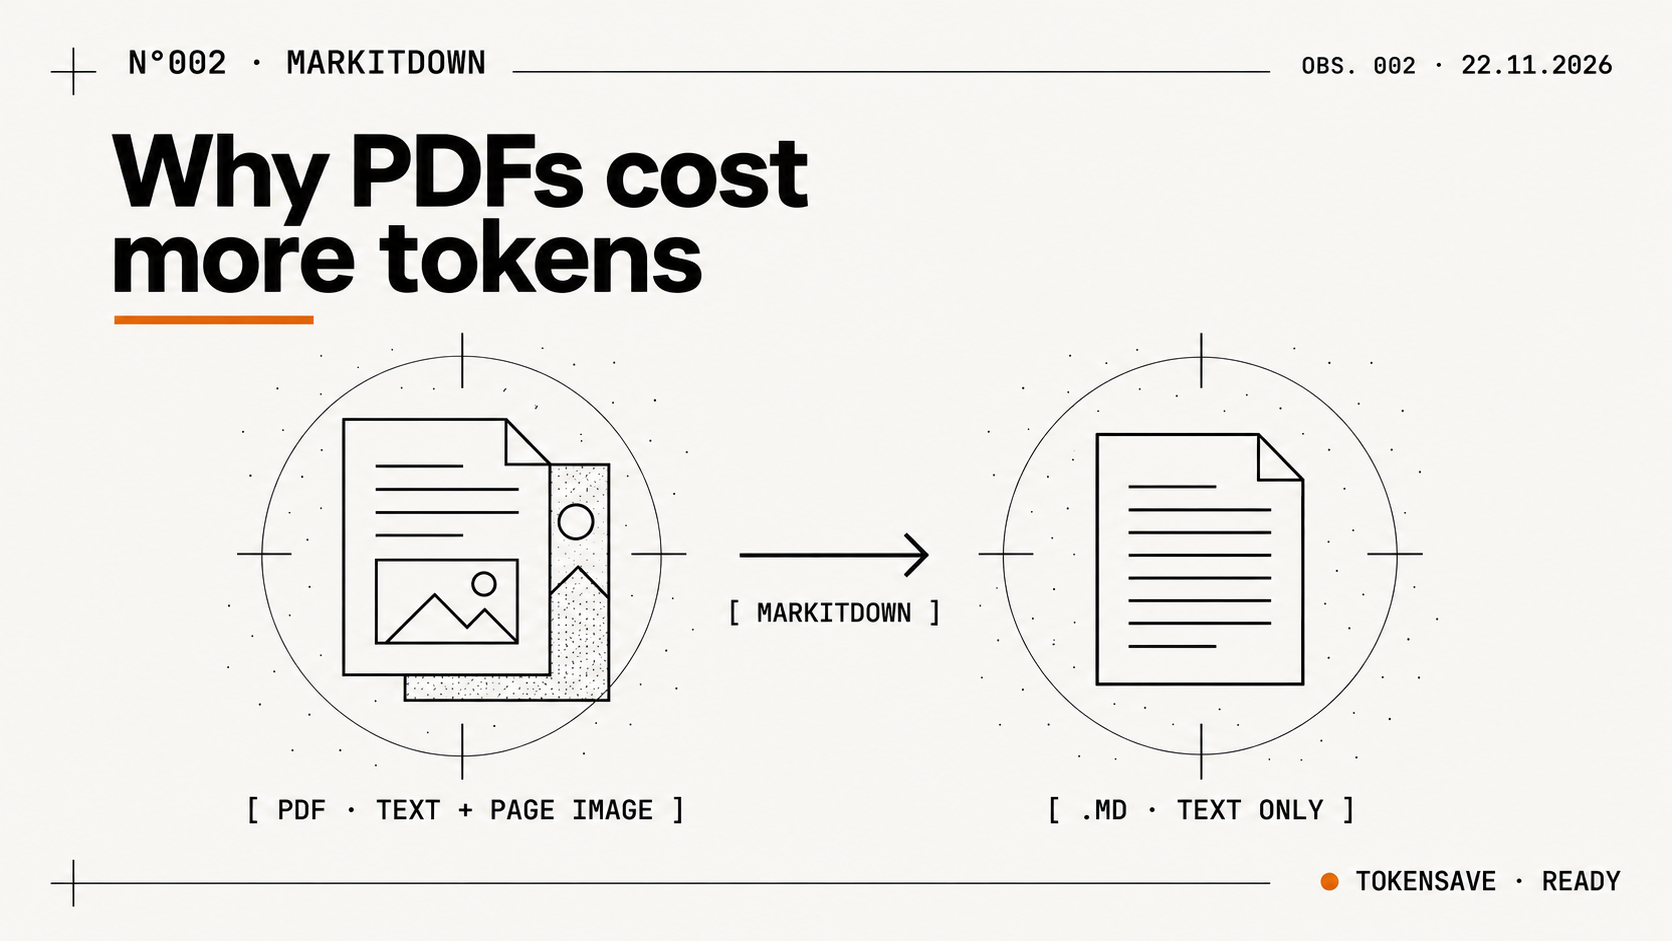 N°002 · MARKITDOWN
OBS. 002 · 22.11.2026
Why PDFs cost
more tokens
[ MARKITDOWN ]
[ PDF · TEXT + PAGE IMAGE ]
[ .MD · TEXT ONLY ]
TOKENSAVE · READY